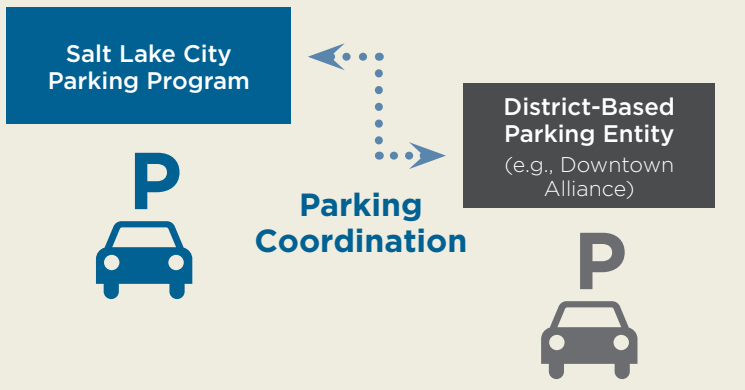 Salt Lake City
Parking Program
P
District-Based
Parking Entity
(e.g., Downtown
Alliance)
Parking
Coordination
P